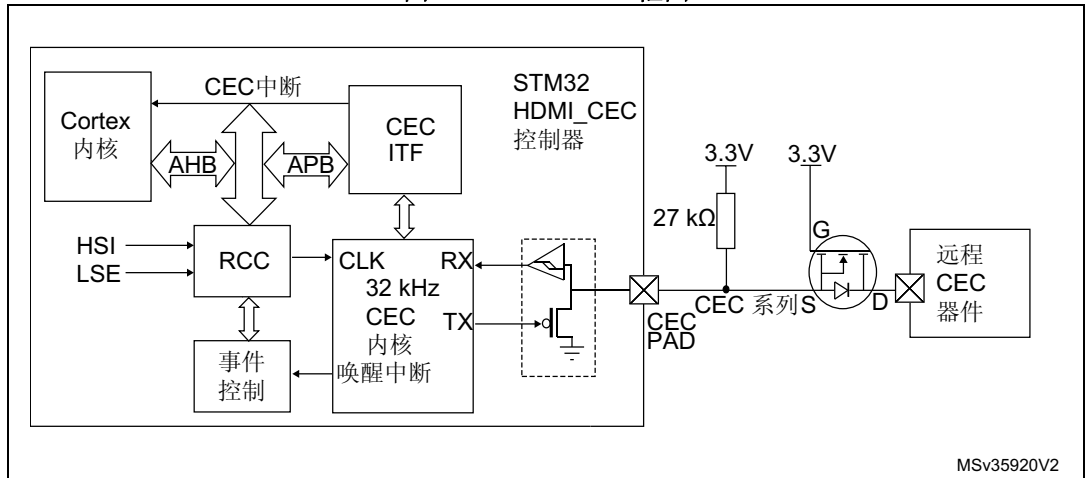 CEC中断
STM32
HDMI_CEC
控制器
Cortex
内核
CEC
ITF
AHB
APB
3.3V
3.3V
27 kΩ
G
HSI
LSE
RCC
CLK
RX
32 kHz
CEC
内核
TX
唤醒中断
事件
控制
CEC
PAD
CEC 系列
S
D
远程
CEC
器件
MSv35920V2